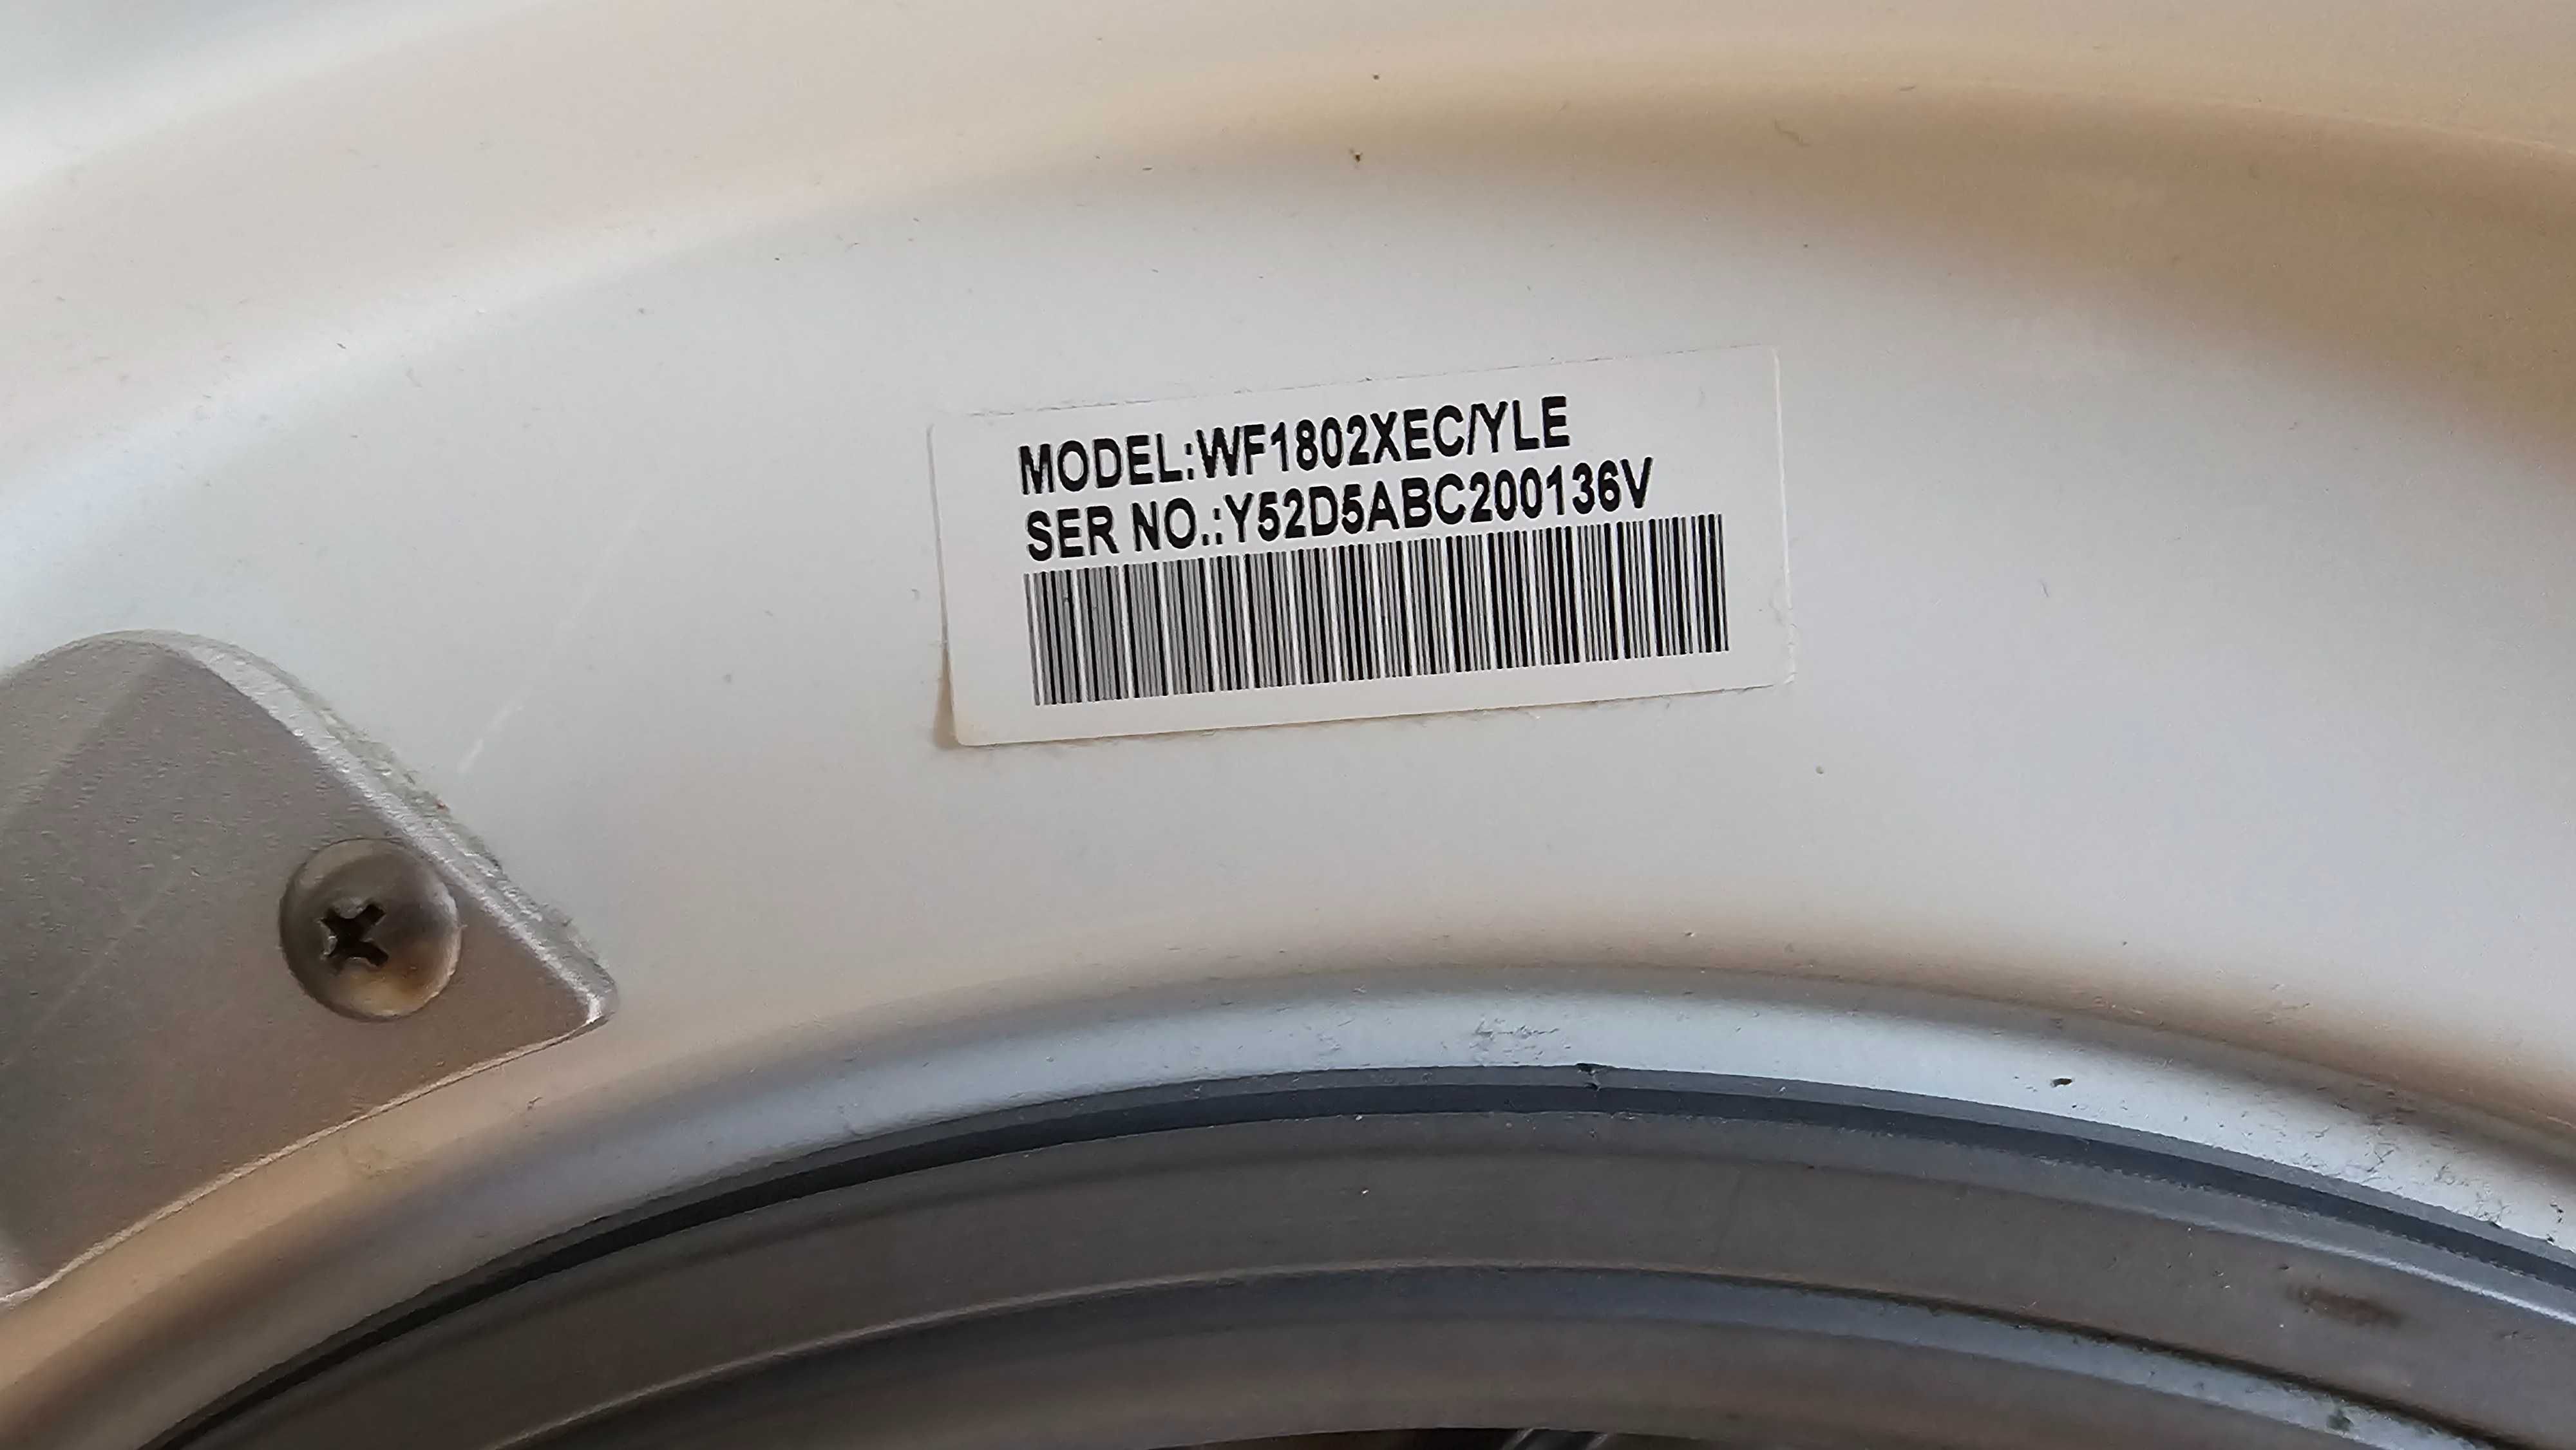 MODEL:WF1802XEC/YLE
SER NO.:Y52D5ABC200136V